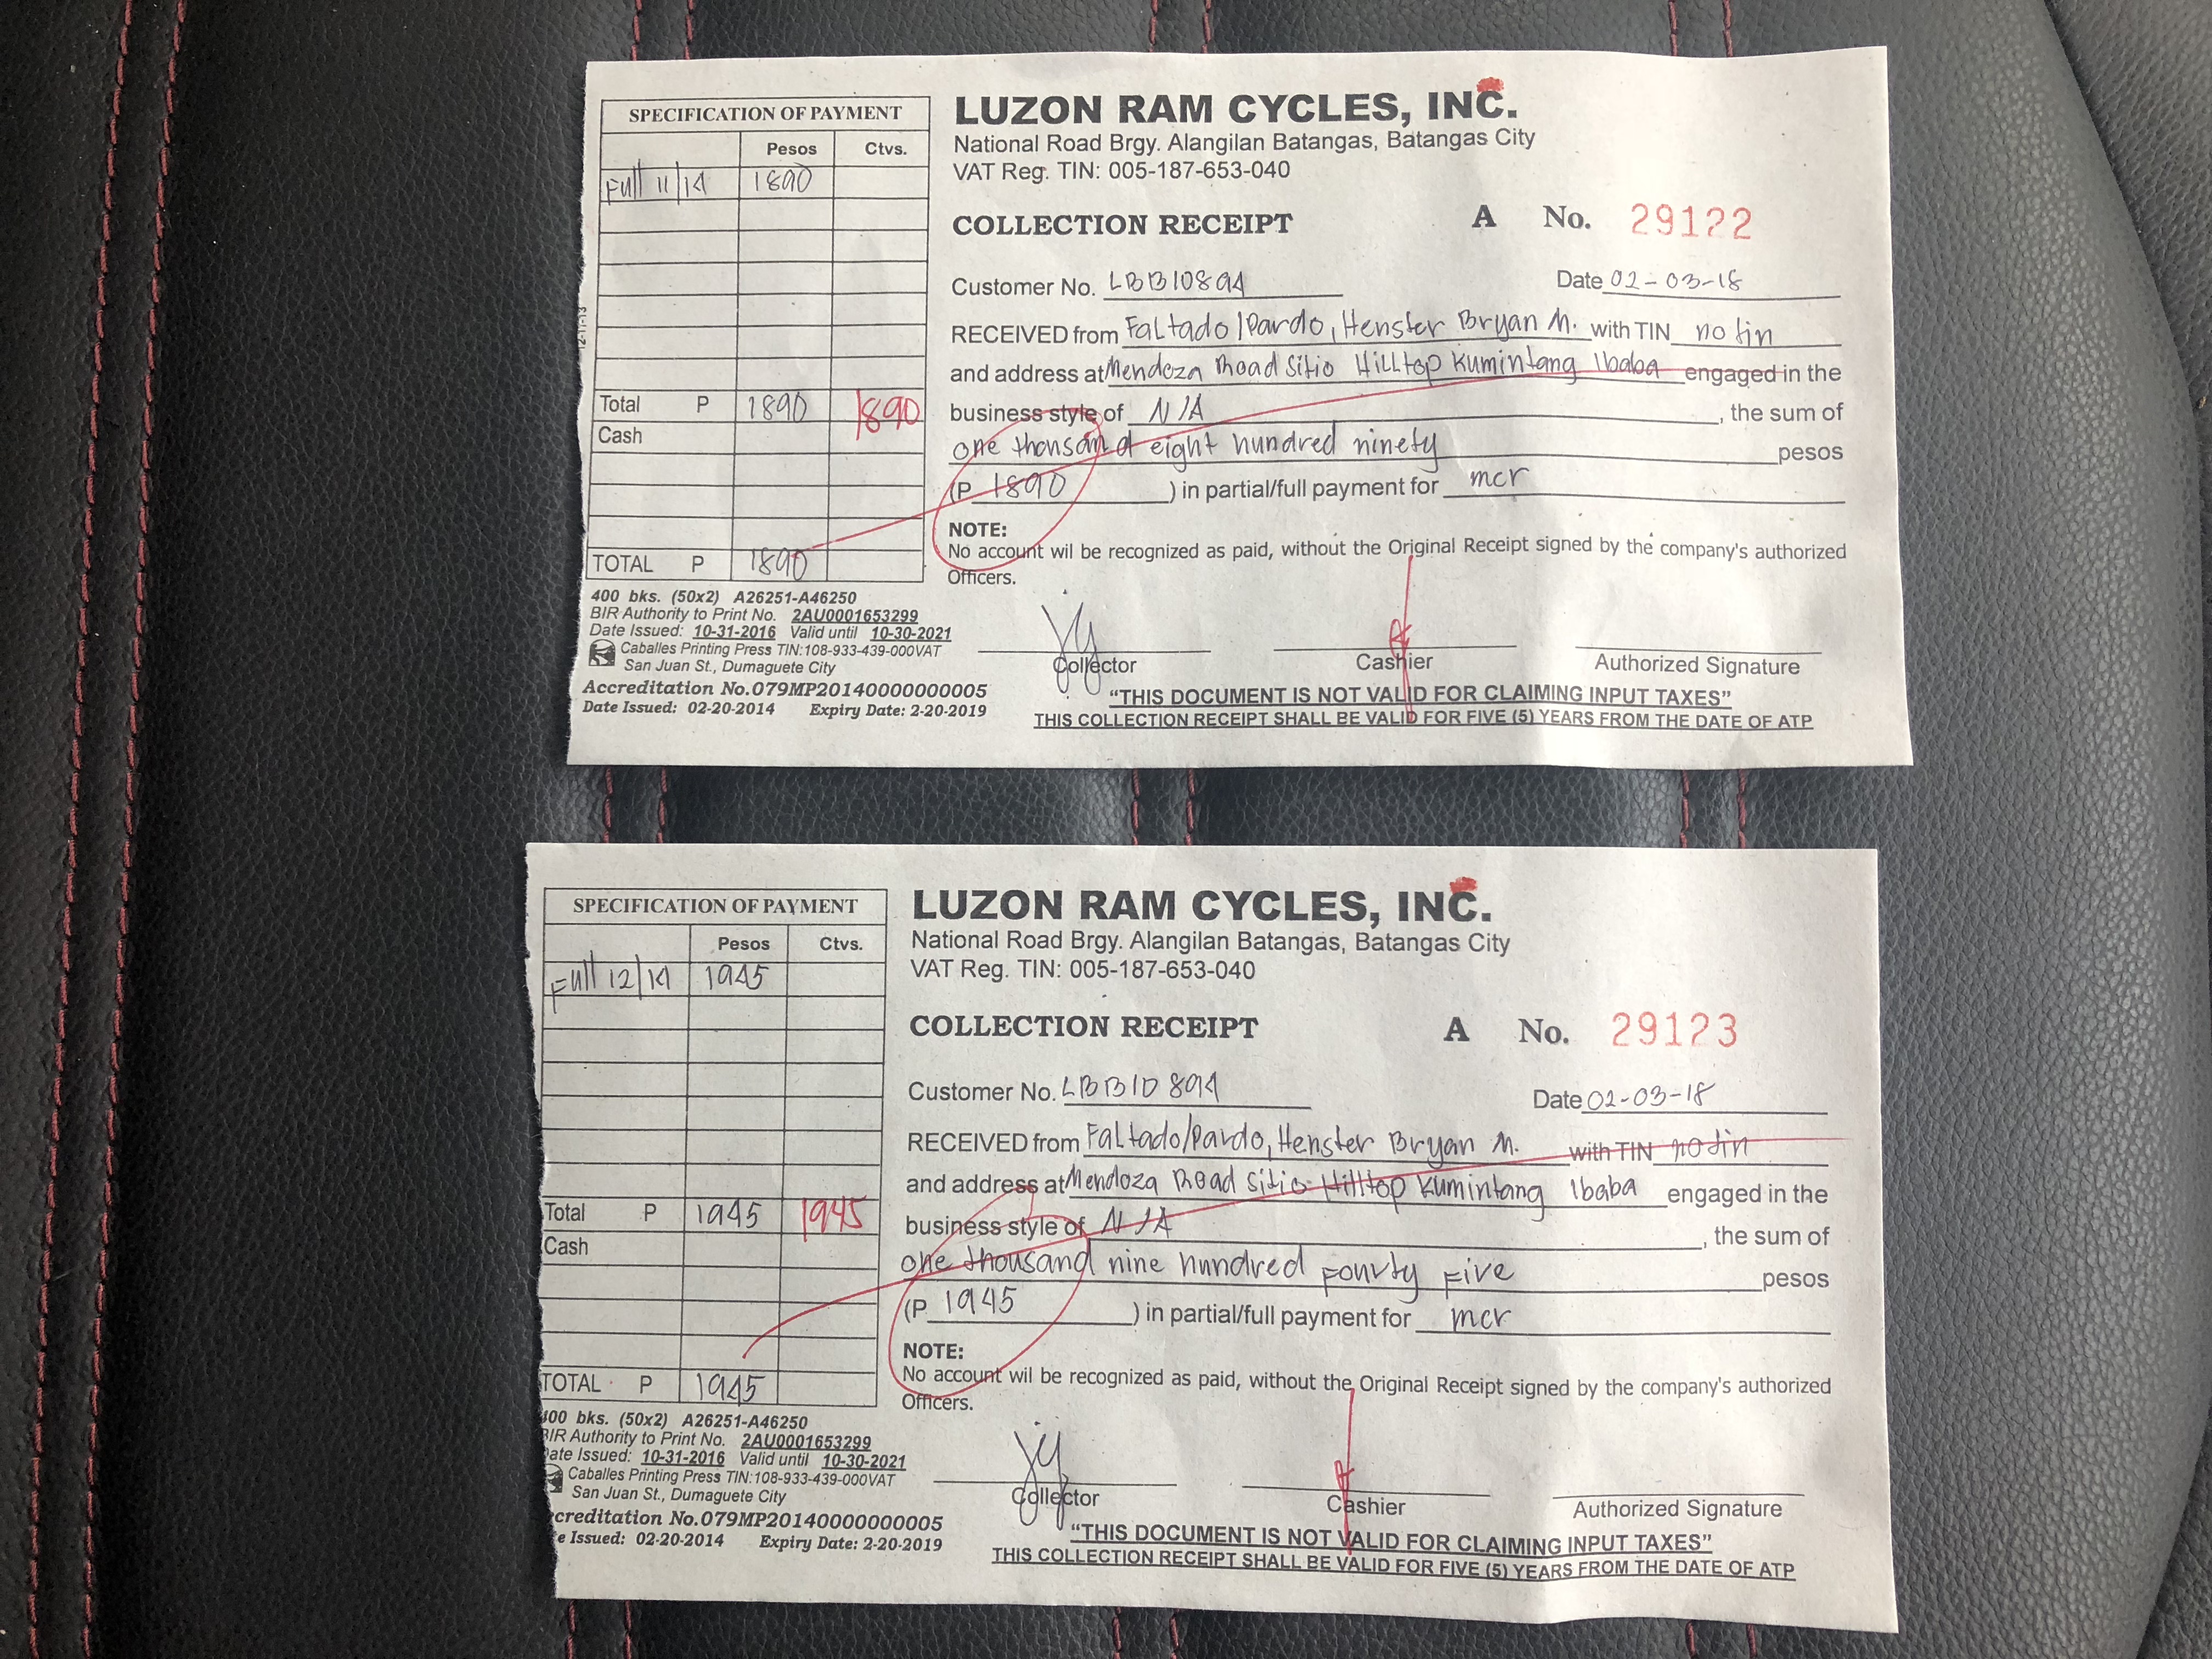 LUZON RAM CYCLES, INC.
National Road Brgy. Alangilan Batangas, Batangas City
VAT Reg. TIN: 005-187-653-040
COLLECTION RECEIPT A No. 29122
Customer No. LBB10894 Date 02-03-18
RECEIVED from Faltado/Pardo, Henster Bryan M. with TIN no tin
and address at Mendoza Road sitio Hilltop Kumintang Ibaba engaged in the
business style of N/A , the sum of
one thousand eight hundred ninety pesos
(P 1890 ) in partial/full payment for mcr
NOTE:
No account wil be recognized as paid, without the Original Receipt signed by the company's authorized
Officers.
Collector Cashier Authorized Signature
"THIS DOCUMENT IS NOT VALID FOR CLAIMING INPUT TAXES"
THIS COLLECTION RECEIPT SHALL BE VALID FOR FIVE (5) YEARS FROM THE DATE OF ATP
SPECIFICATION OF PAYMENT
Pesos Ctvs.
Full 11/14 1890
Total P 1890 1890
Cash
TOTAL P 1890
400 bks. (50x2) A26251-A46250
BIR Authority to Print No. 2AU0001653299
Date Issued: 10-31-2016 Valid until 10-30-2021
Caballes Printing Press TIN:108-933-439-000VAT
San Juan St., Dumaguete City
Accreditation No.079MP20140000000005
Date Issued: 02-20-2014 Expiry Date: 2-20-2019
LUZON RAM CYCLES, INC.
National Road Brgy. Alangilan Batangas, Batangas City
VAT Reg. TIN: 005-187-653-040
COLLECTION RECEIPT A No. 29123
Customer No. LBB10894 Date 02-03-18
RECEIVED from Faltado/Pardo, Henster Bryan M. with TIN no tin
and address at Mendoza Road sitio Hilltop Kumintang Ibaba engaged in the
business style of N/A , the sum of
one thousand nine hundred fourty five pesos
(P 1945 ) in partial/full payment for mcr
NOTE:
No account wil be recognized as paid, without the Original Receipt signed by the company's authorized
Officers.
Collector Cashier Authorized Signature
"THIS DOCUMENT IS NOT VALID FOR CLAIMING INPUT TAXES"
THIS COLLECTION RECEIPT SHALL BE VALID FOR FIVE (5) YEARS FROM THE DATE OF ATP
SPECIFICATION OF PAYMENT
Pesos Ctvs.
Full 12/14 1945
Total P 1945 1945
Cash
TOTAL P 1945
400 bks. (50x2) A26251-A46250
BIR Authority to Print No. 2AU0001653299
ate Issued: 10-31-2016 Valid until 10-30-2021
Caballes Printing Press TIN:108-933-439-000VAT
San Juan St., Dumaguete City
creditation No.079MP20140000000005
e Issued: 02-20-2014 Expiry Date: 2-20-2019